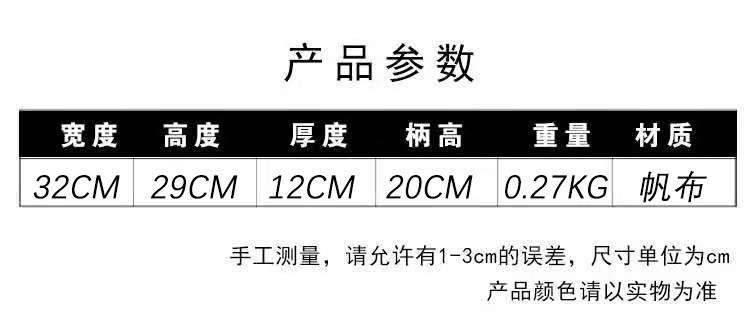 产品参数
宽度 高度 厚度 柄高 重量 材质
32CM 29CM 12CM 20CM 0.27KG 帆布
手工测量，请允许有1-3cm的误差，尺寸单位为cm
产品颜色请以实物为准